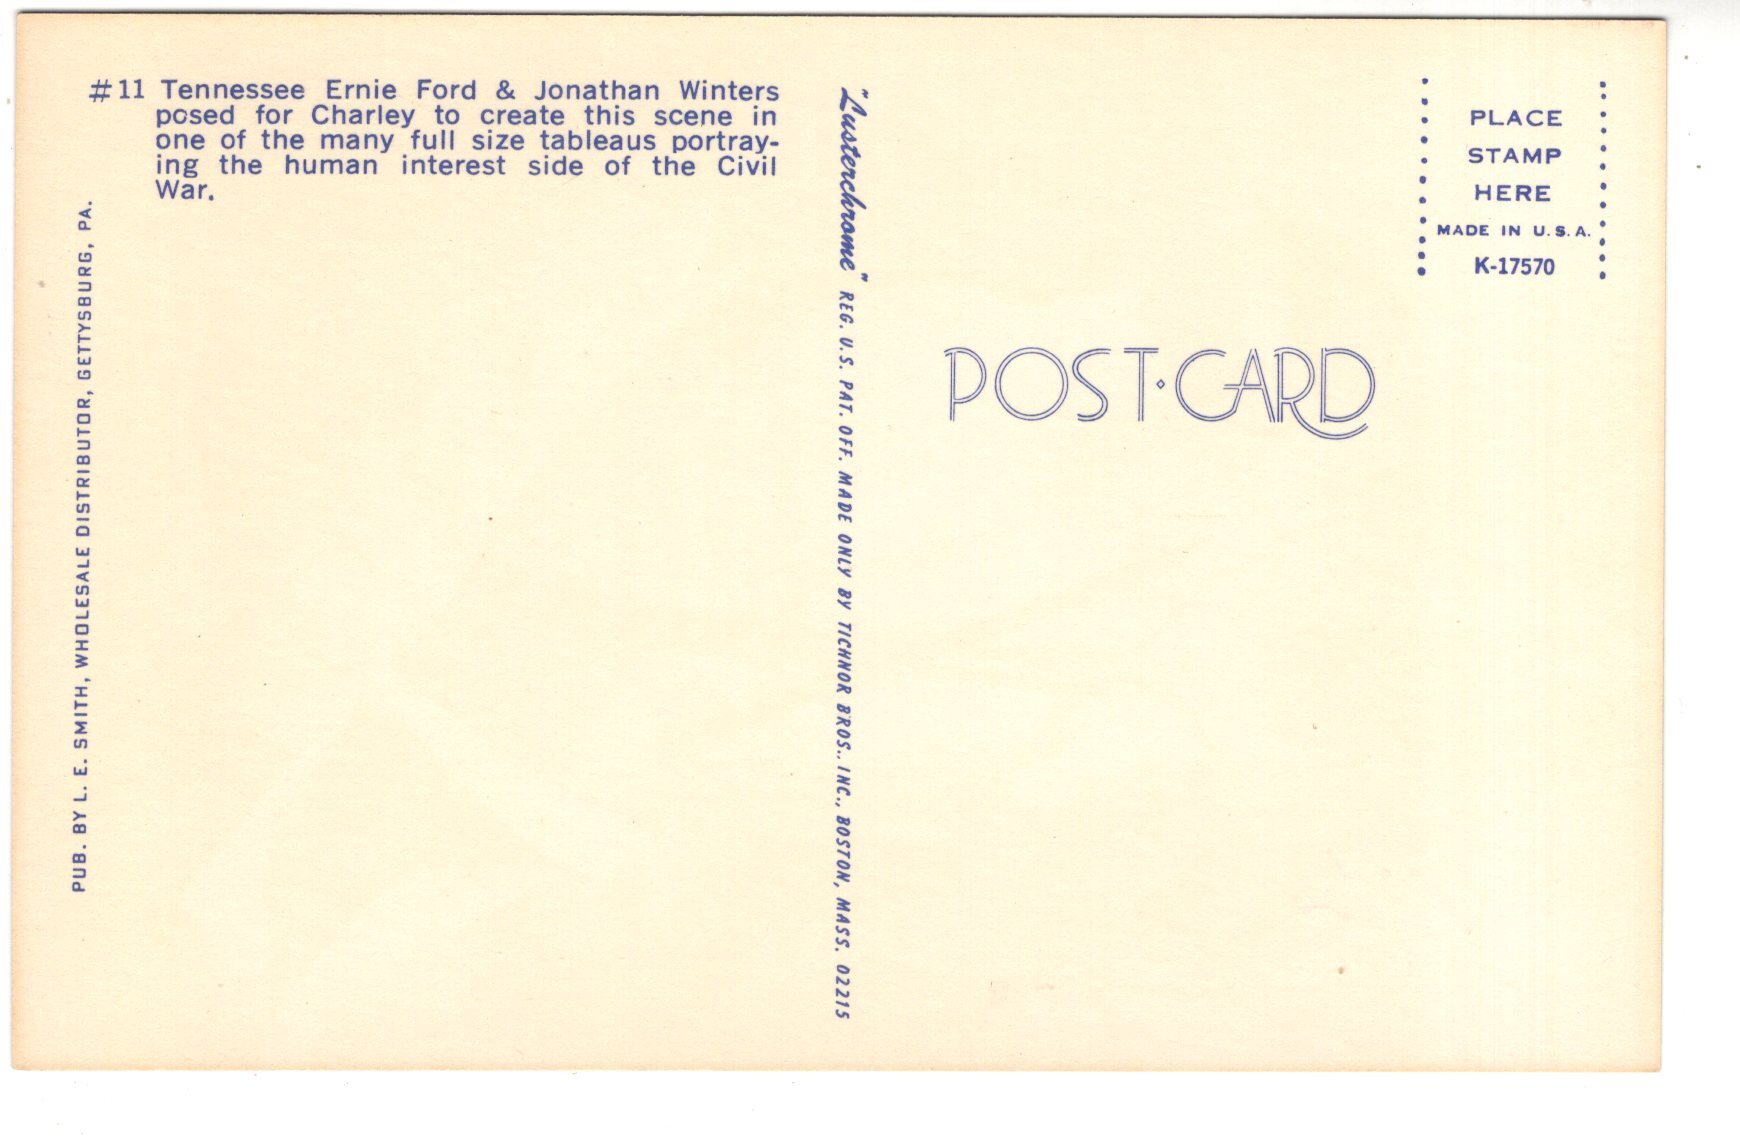 #11 Tennessee Ernie Ford & Jonathan Winters
posed for Charley to create this scene in
one of the many full size tableaus portray-
ing the human interest side of the Civil
War.
PUB. BY L. E. SMITH, WHOLESALE DISTRIBUTOR, GETTYSBURG, PA.
"Lusterchrome" REG. U.S. PAT. OFF. MADE ONLY BY TICHNOR BROS., INC., BOSTON, MASS. 02215
PLACE
STAMP
HERE
MADE IN U.S.A.
K-17570
POST·CARD